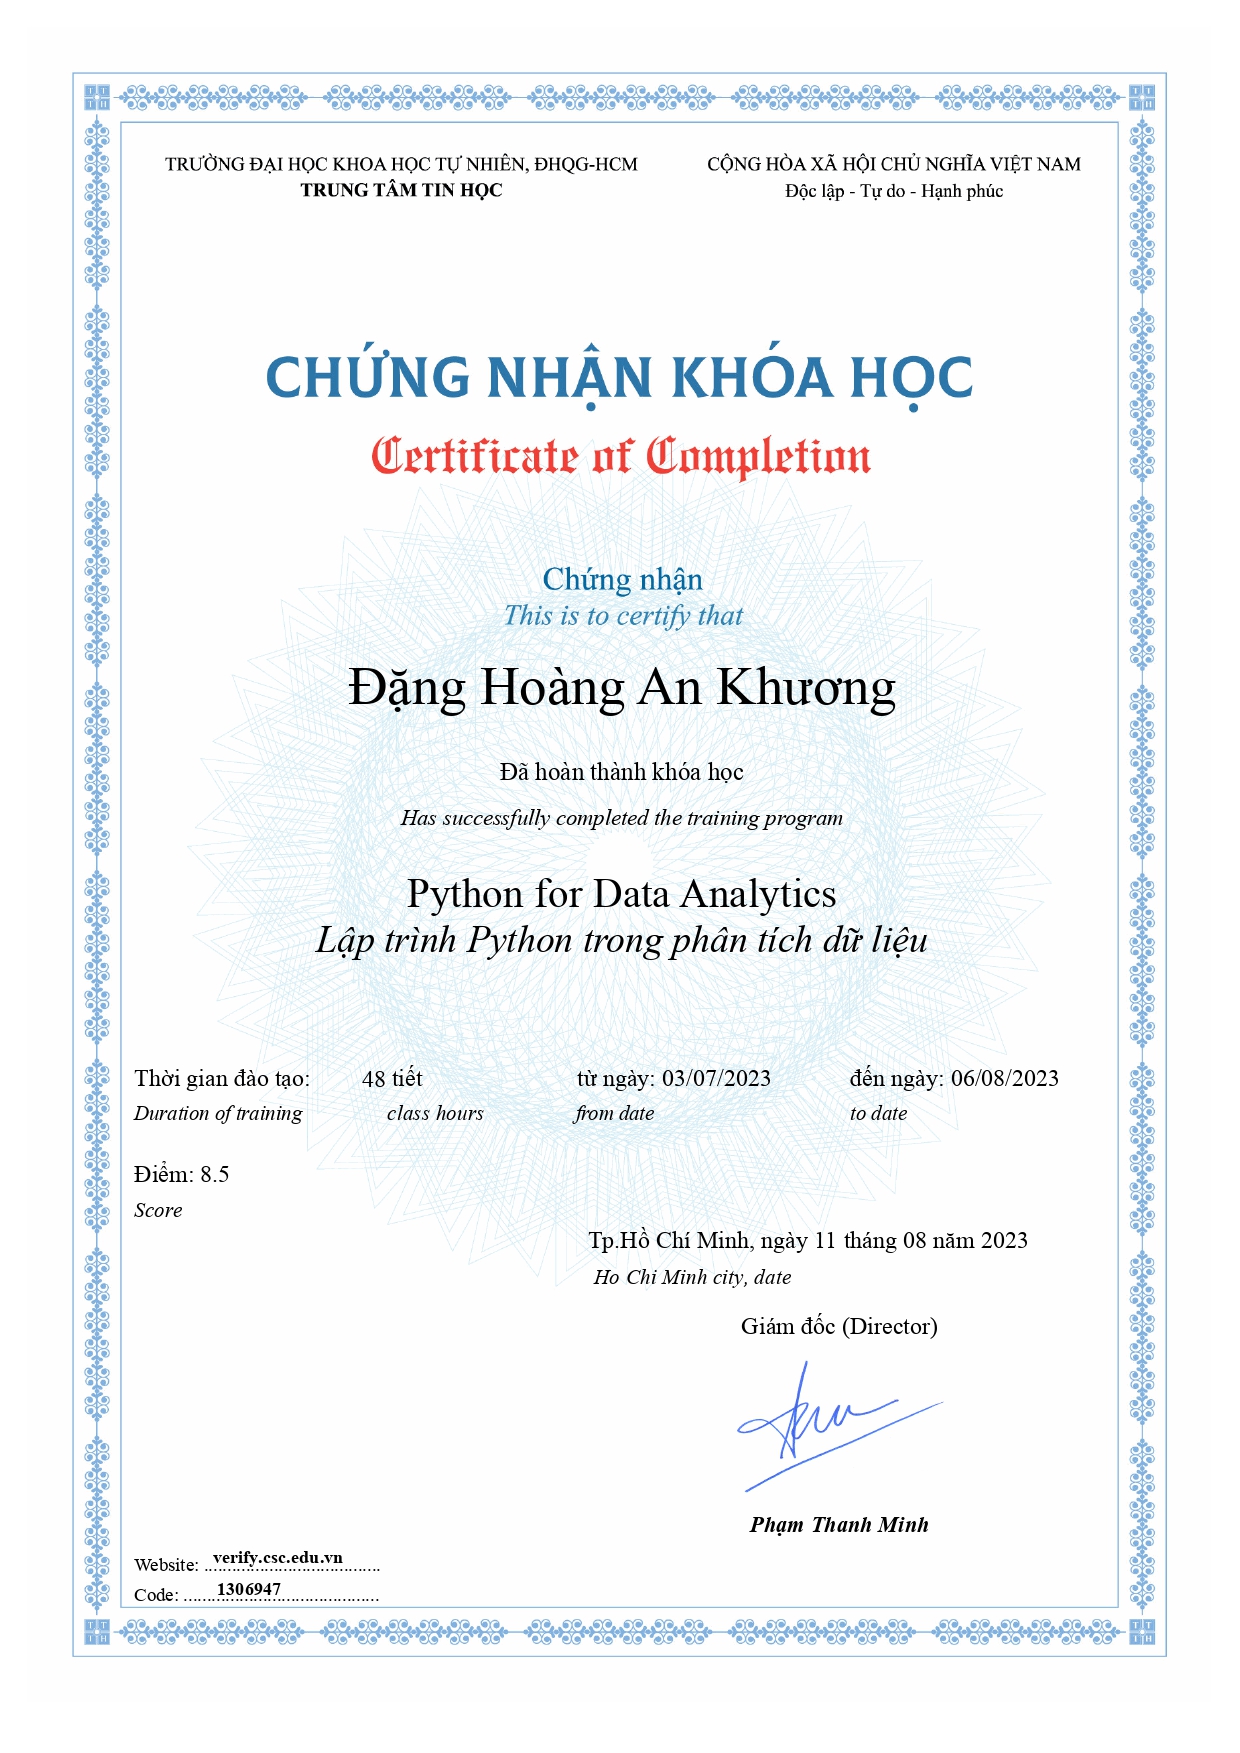 TRƯỜNG ĐẠI HỌC KHOA HỌC TỰ NHIÊN, ĐHQG-HCM
TRUNG TÂM TIN HỌC
CỘNG HÒA XÃ HỘI CHỦ NGHĨA VIỆT NAM
Độc lập - Tự do - Hạnh phúc
CHỨNG NHẬN KHÓA HỌC
Certificate of Completion
Chứng nhận
This is to certify that
Đặng Hoàng An Khương
Đã hoàn thành khóa học
Has successfully completed the training program
Python for Data Analytics
Lập trình Python trong phân tích dữ liệu
Thời gian đào tạo: 48 tiết từ ngày: 03/07/2023 đến ngày: 06/08/2023
Duration of training class hours from date to date
Điểm: 8.5
Score
Tp.Hồ Chí Minh, ngày 11 tháng 08 năm 2023
Ho Chi Minh city, date
Giám đốc (Director)
Phạm Thanh Minh
Website: verify.csc.edu.vn
Code: 1306947